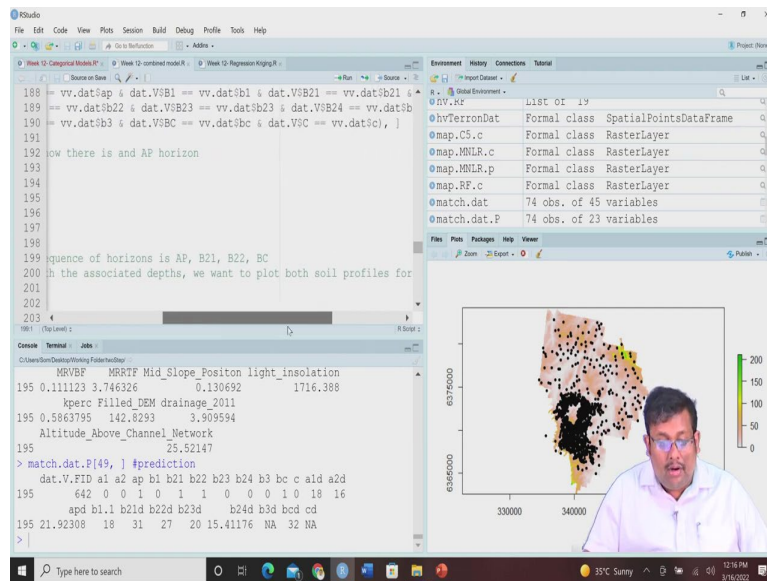 RStudio
File Edit Code View Plots Session Build Debug Profile Tools Help
Go to file/function
Addins
Project: (None
Week 12- Categorical Models.R*
Week 12- combined model.R
Week 12- Regression Kriging.R
Source on Save
Run
Source
188 = vv.dat$ap & dat.V$B1 == vv.dat$b1 & dat.V$B21 == vv.dat$b21 &
189 == vv.dat$b22 & dat.V$B23 == vv.dat$b23 & dat.V$B24 == vv.dat$b
190 = vv.dat$b3 & dat.V$BC == vv.dat$bc & dat.V$C == vv.dat$c), ]
191
192 now there is and AP horizon
193
194
195
196
197
198
199 equence of horizons is AP, B21, B22, BC
200 h the associated depths, we want to plot both soil profiles for
201
202
203
199:1 (Top Level)
R Script
Console Terminal Jobs
C:/Users/Som/Desktop/Working Folder/twoStep/
MRVBF MRRTF Mid_Slope_Positon light_insolation
195 0.111123 3.746326 0.130692 1716.388
kperc Filled_DEM drainage_2011
195 0.5863795 142.8293 3.909594
Altitude_Above_Channel_Network
195 25.52147
> match.dat.P[49, ] #prediction
dat.V.FID a1 a2 ap b1 b21 b22 b23 b24 b3 bc c a1d a2d
195 642 0 0 1 0 1 1 0 0 0 1 0 18 16
apd b1.1 b21d b22d b23d b24d b3d bcd cd
195 21.92308 18 31 27 20 15.41176 NA 32 NA
>
Environment History Connections Tutorial
Import Dataset
List
R
Global Environment
hv.RF List of 19
hvTerronDat Formal class SpatialPointsDataFrame
map.C5.c Formal class RasterLayer
map.MNLR.c Formal class RasterLayer
map.MNLR.p Formal class RasterLayer
map.RF.c Formal class RasterLayer
match.dat 74 obs. of 45 variables
match.dat.P 74 obs. of 23 variables
Files Plots Packages Help Viewer
Zoom Export
Publish
6375000
6365000
330000
340000
200
150
100
50
0
Type here to search
35°C Sunny
12:16 PM
3/16/2022